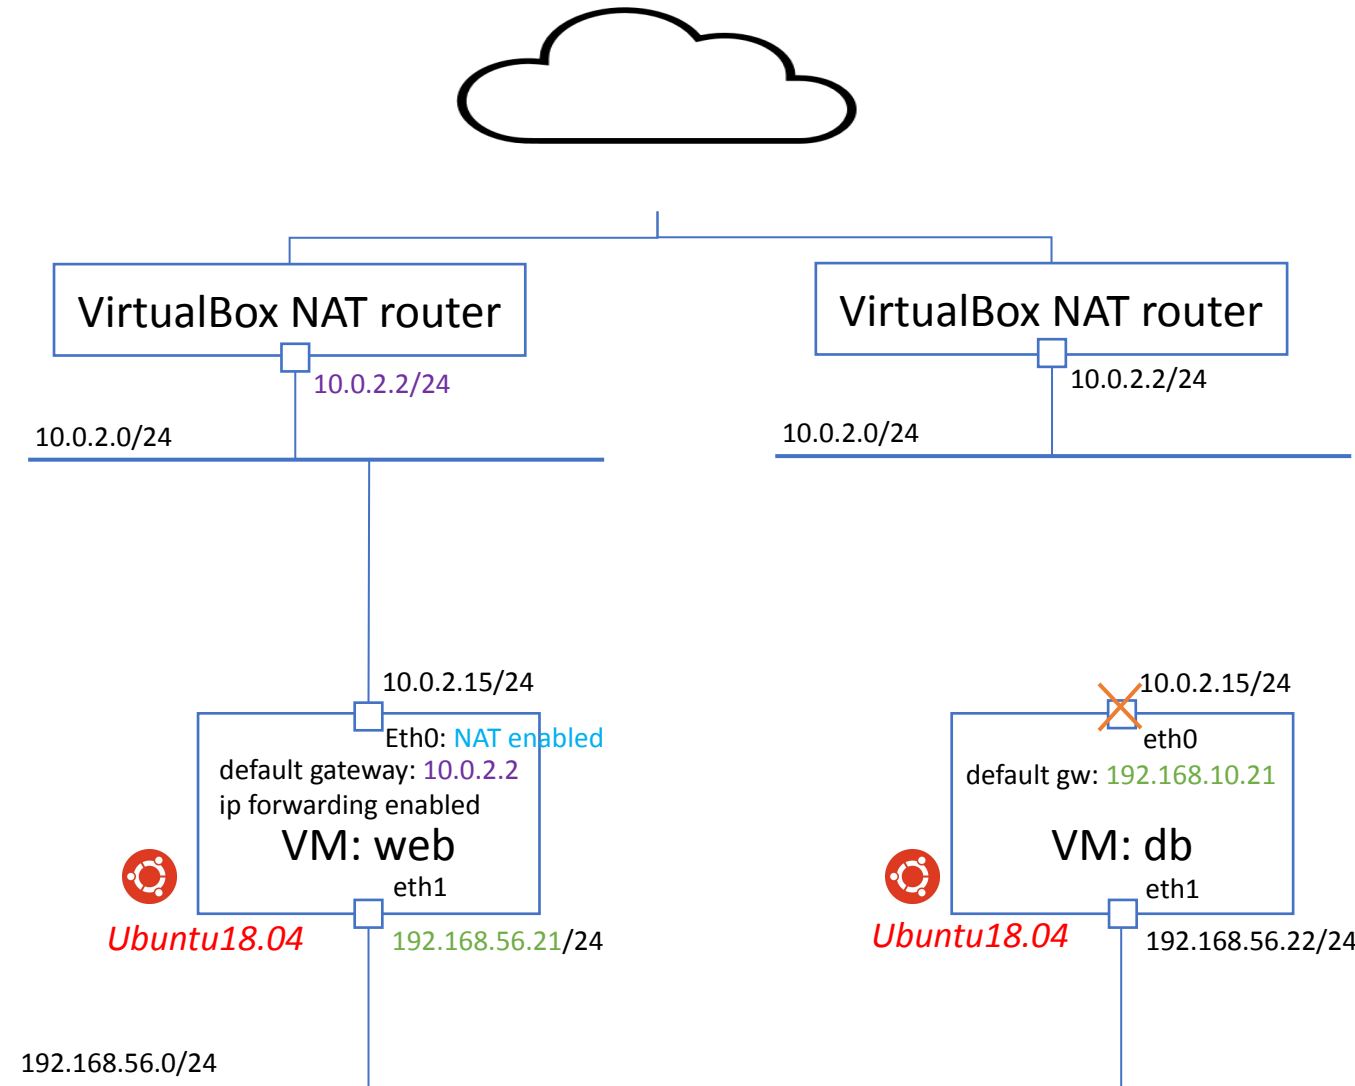 VirtualBox NAT router
VirtualBox NAT router
10.0.2.2/24
10.0.2.2/24
10.0.2.0/24
10.0.2.0/24
10.0.2.15/24
10.0.2.15/24
Eth0: NAT enabled
eth0
default gateway: 10.0.2.2
default gw: 192.168.10.21
ip forwarding enabled
VM: web
VM: db
eth1
eth1
Ubuntu18.04
192.168.56.21/24
Ubuntu18.04
192.168.56.22/24
192.168.56.0/24